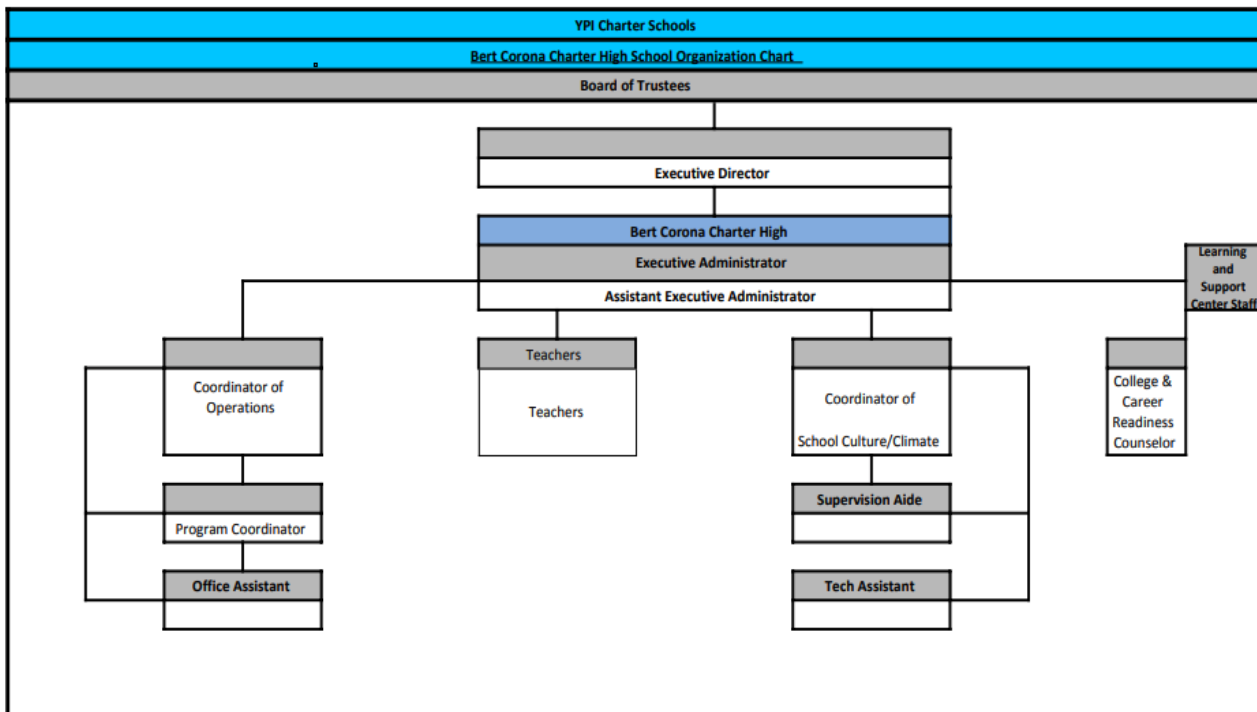 YPI Charter Schools
Bert Corona Charter High School Organization Chart
Board of Trustees
Executive Director
Bert Corona Charter High
Executive Administrator
Assistant Executive Administrator
Learning
and
Support
Center Staff
Coordinator of
Operations
Teachers
Teachers
Coordinator of
School Culture/Climate
College &
Career
Readiness
Counselor
Program Coordinator
Supervision Aide
Office Assistant
Tech Assistant